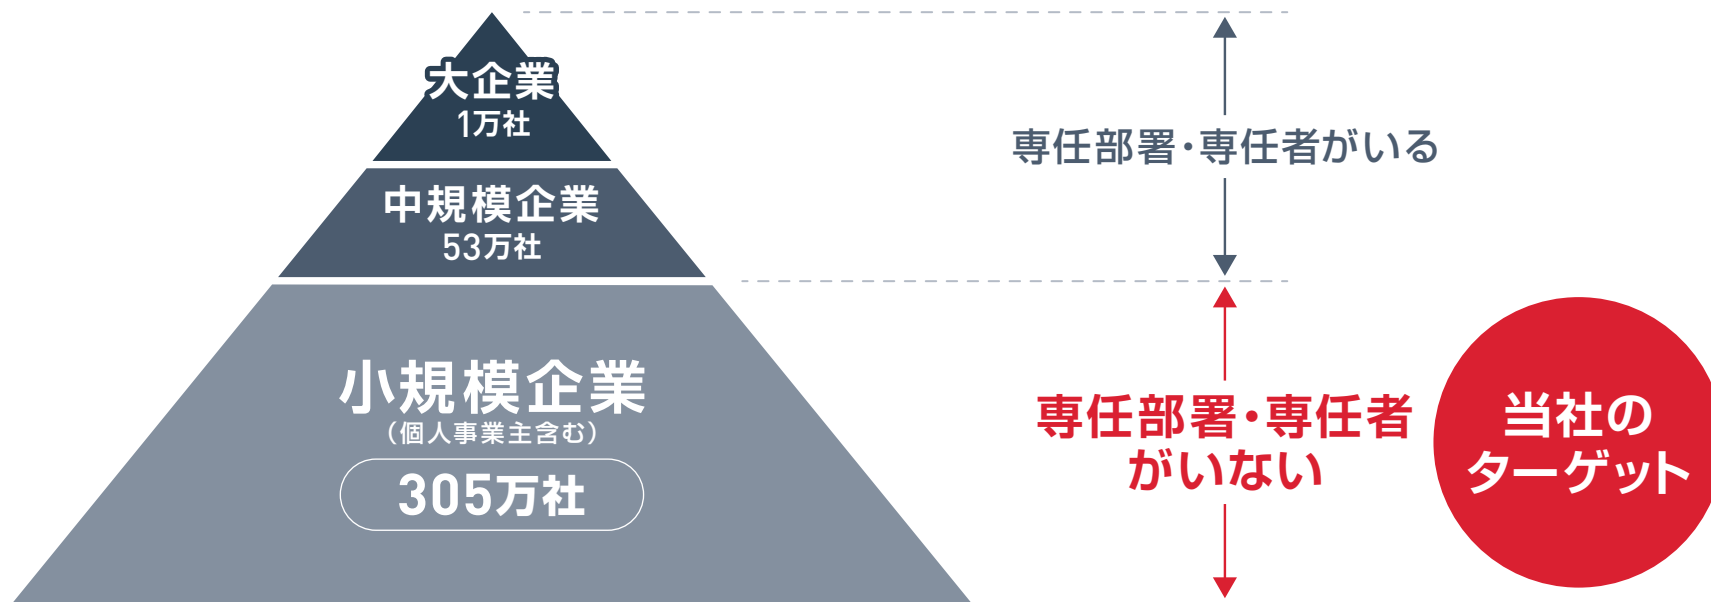 大企業
1万社
中規模企業
53万社
小規模企業
（個人事業主含む）
305万社
専任部署・専任者がいる
専任部署・専任者
がいない
当社の
ターゲット